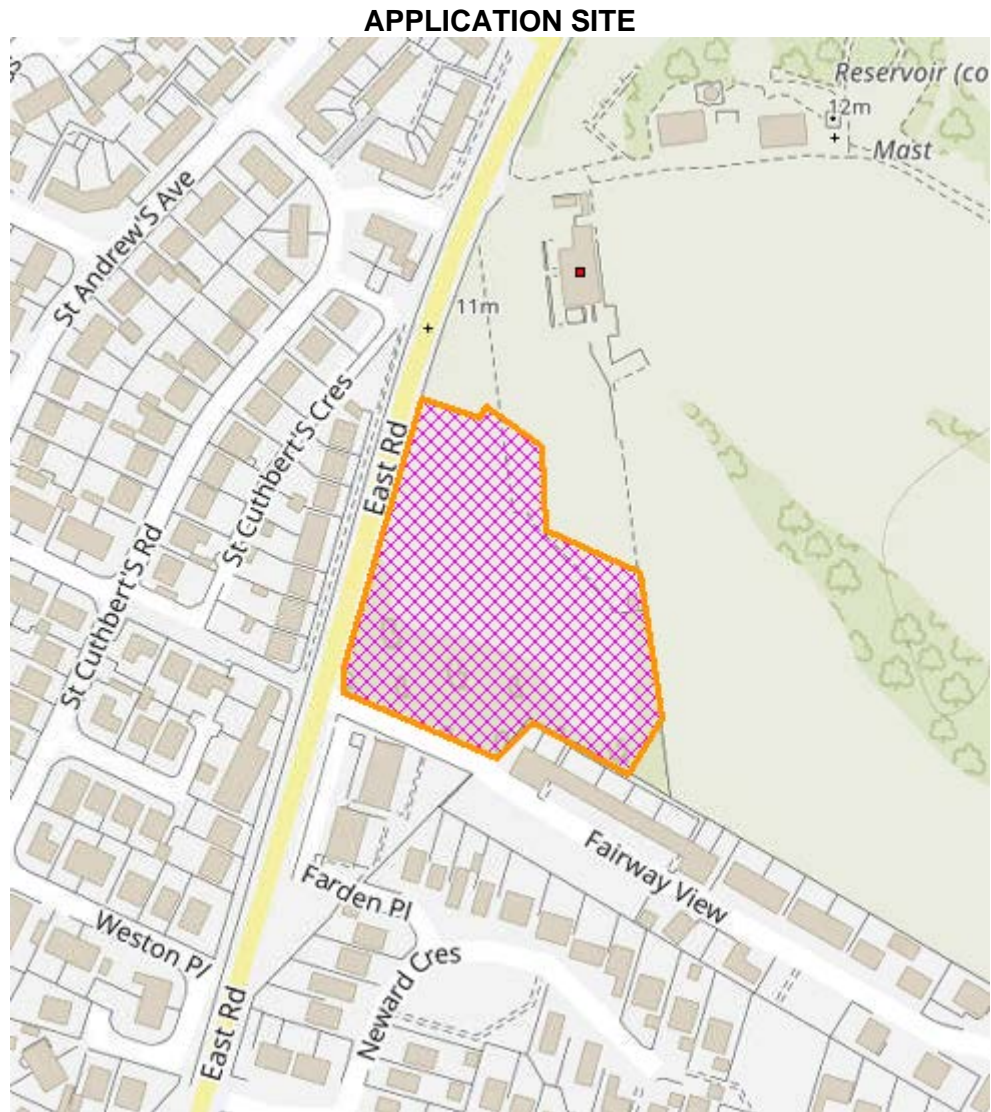 APPLICATION SITE
Reservoir (co
12m
Mast
St Andrew'S Ave
11m
East Rd
St Cuthbert'S Cres
St Cuthbert'S Rd
Fairway View
Farden Pl
Weston Pl
Neward Cres
East Rd